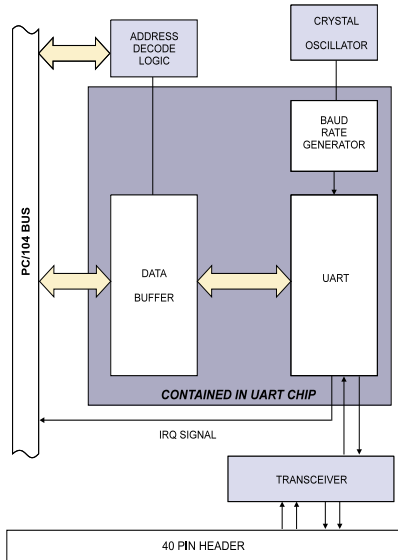 ADDRESS
DECODE
LOGIC
CRYSTAL
OSCILLATOR
BAUD
RATE
GENERATOR
PC/104 BUS
DATA
BUFFER
UART
CONTAINED IN UART CHIP
IRQ SIGNAL
TRANSCEIVER
40 PIN HEADER